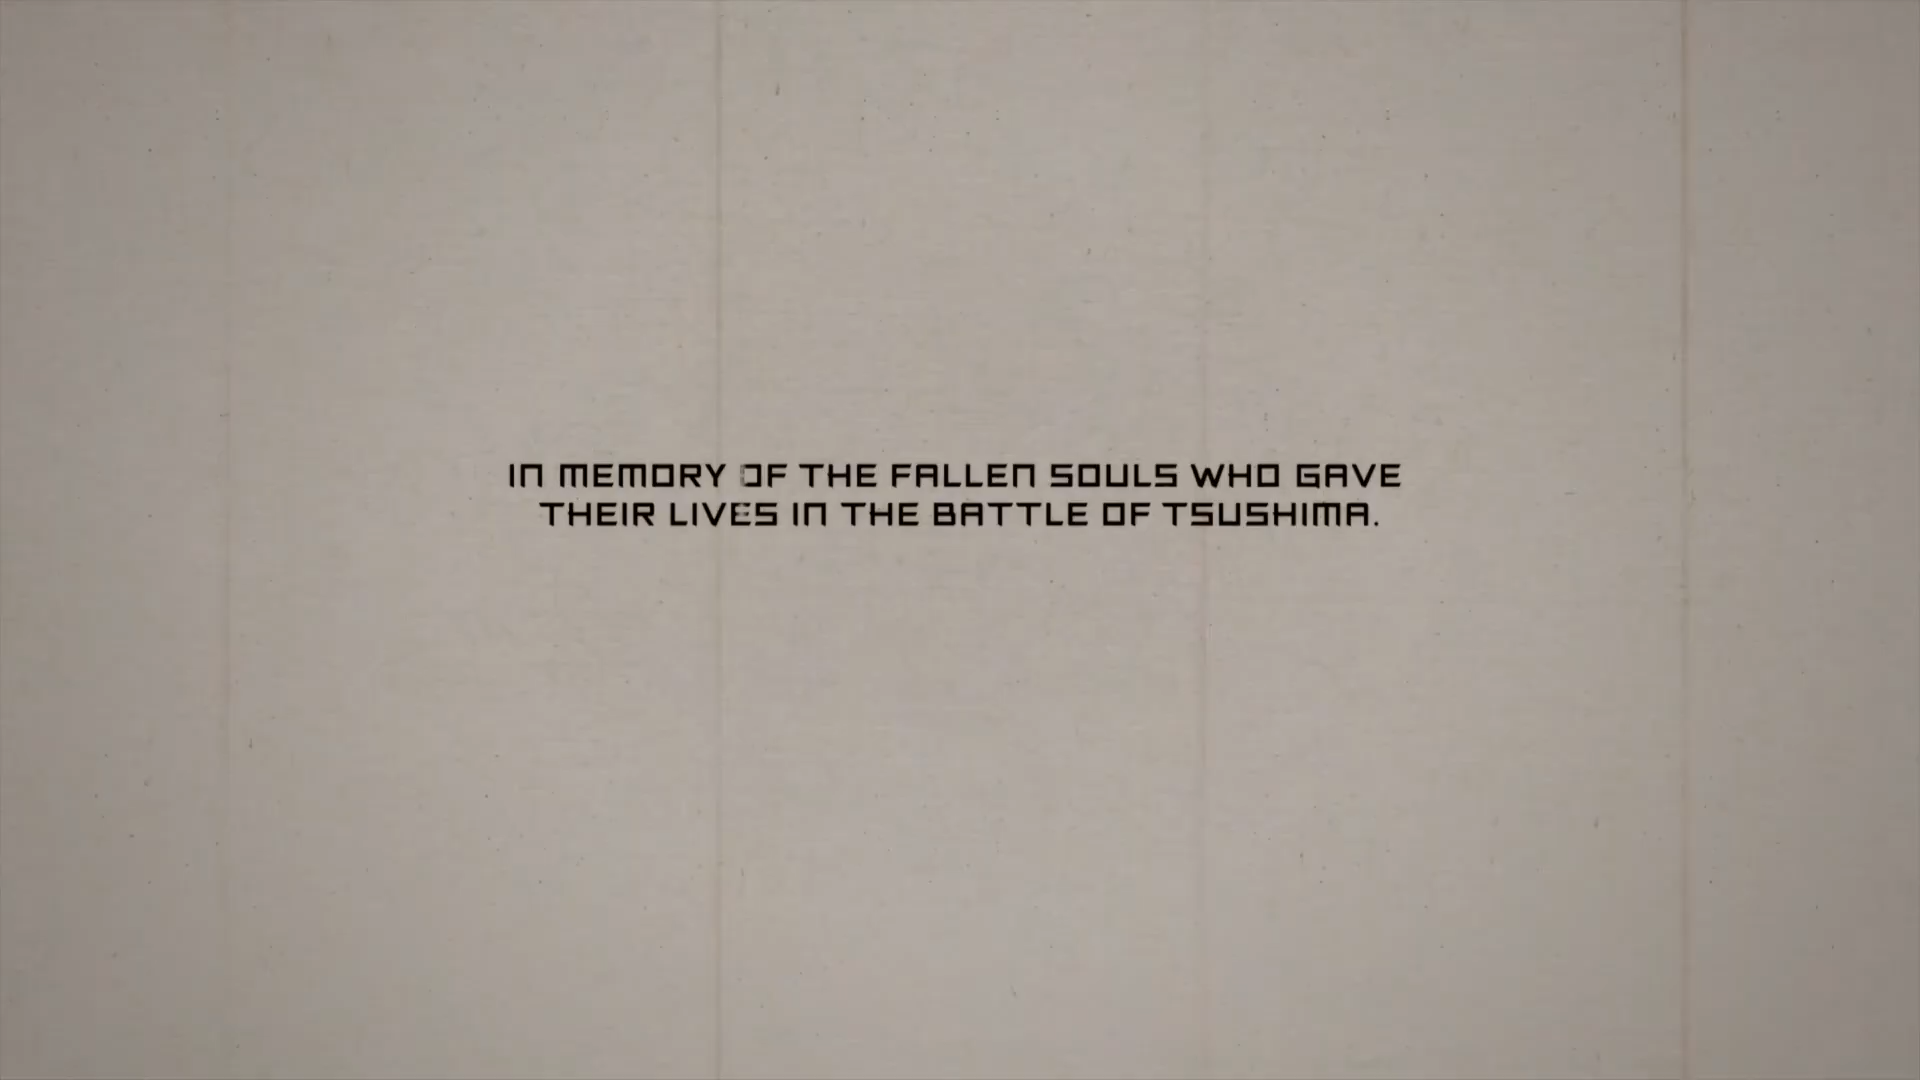 IN MEMORY OF THE FALLEN SOULS WHO GAVE
THEIR LIVES IN THE BATTLE OF TSUSHIMA.